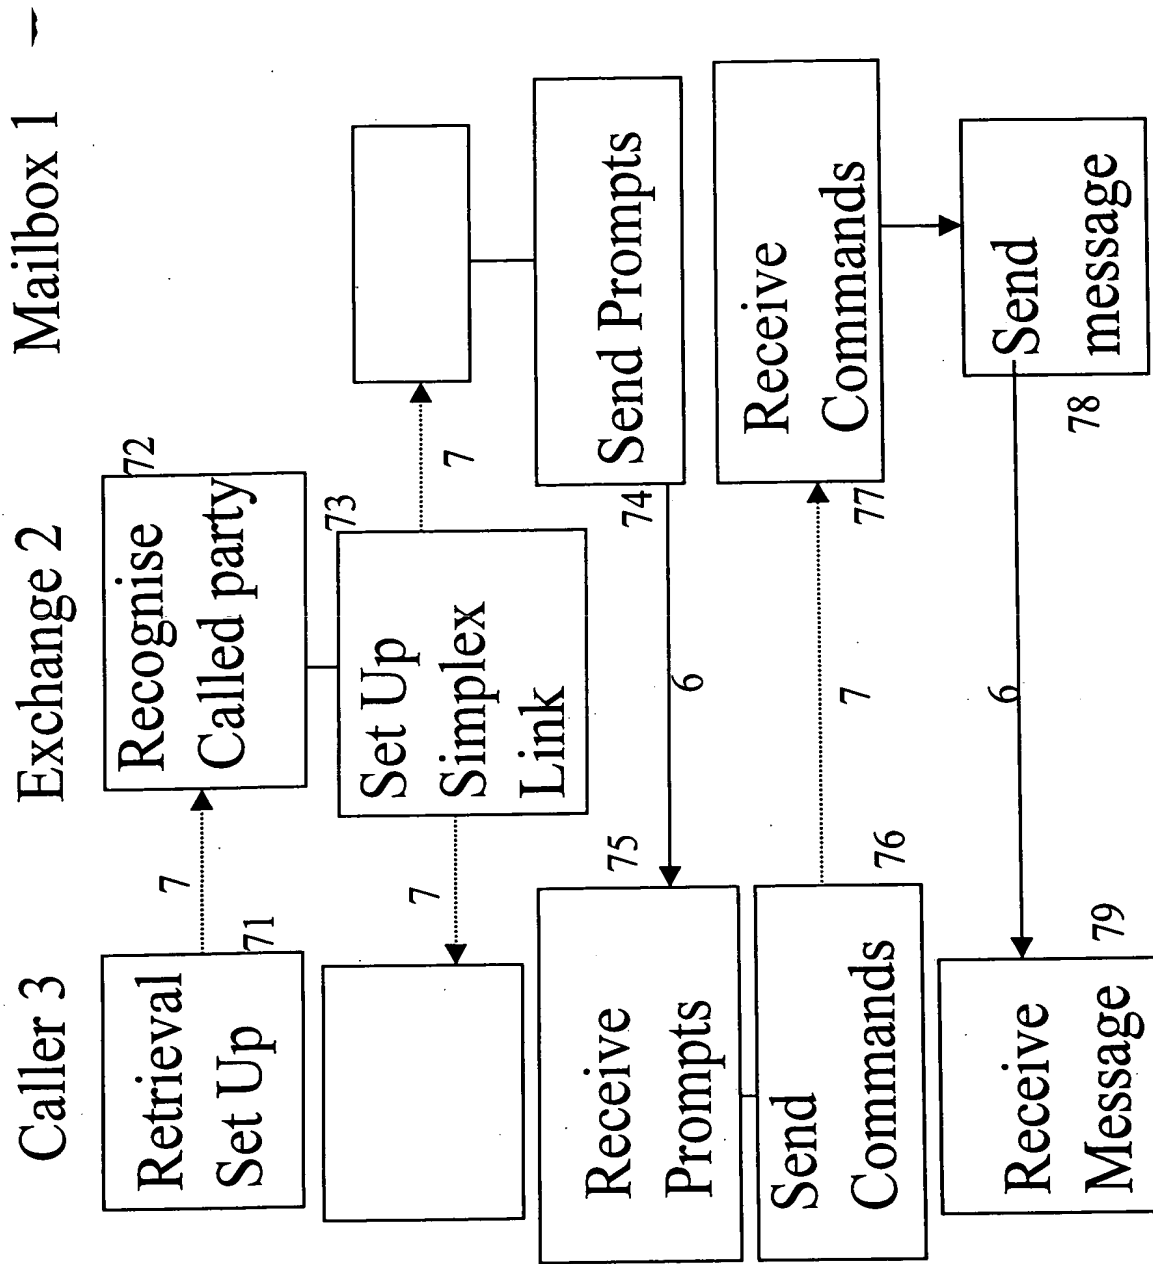 Caller 3
Exchange 2
Mailbox 1
Retrieval
Set Up
71
7
Recognise
Called party
72
7
Set Up
Simplex
Link
73
7
Send Prompts
74
6
Receive
Prompts
75
Send
Commands
76
7
Receive
Commands
77
Send
message
78
6
Receive
Message
79